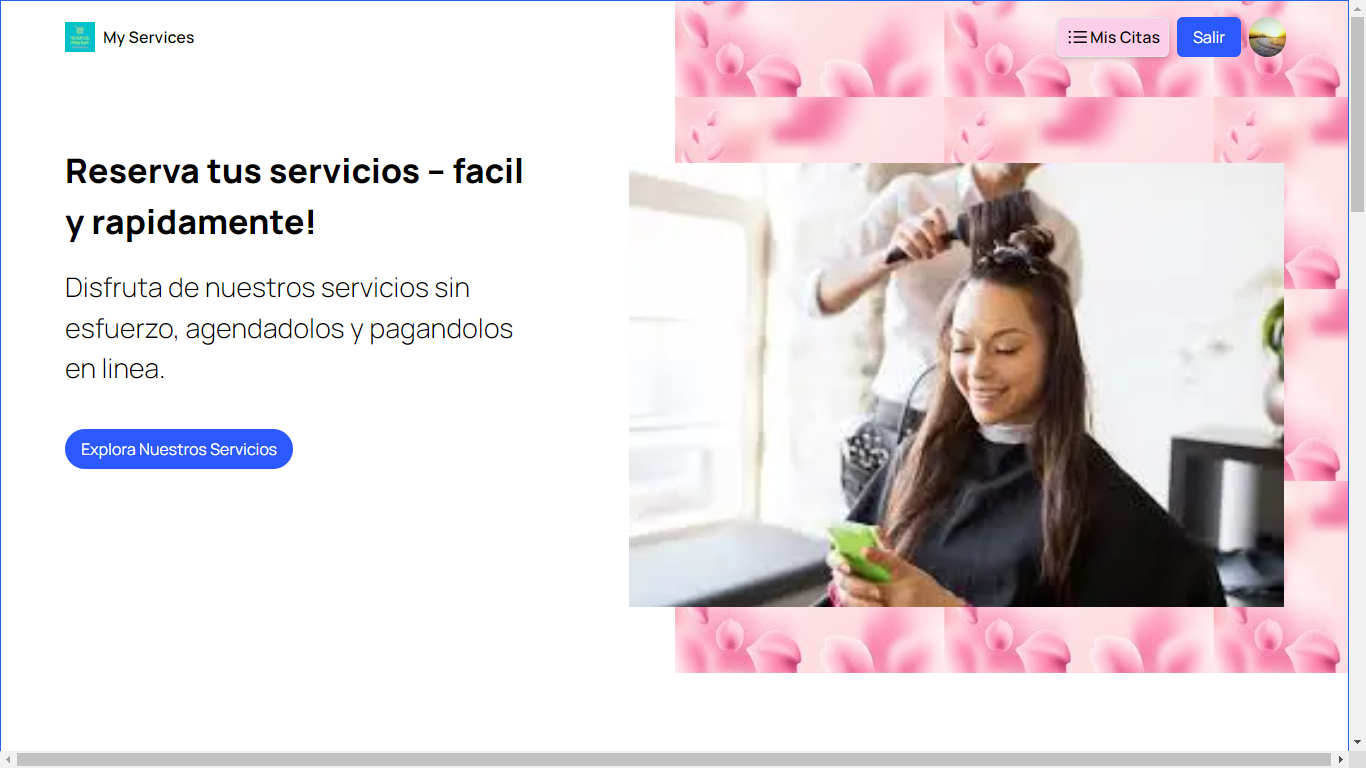 My Services
Mis Citas
Salir
Reserva tus servicios – facil
y rapidamente!
Disfruta de nuestros servicios sin
esfuerzo, agendadolos y pagandolos
en linea.
Explora Nuestros Servicios